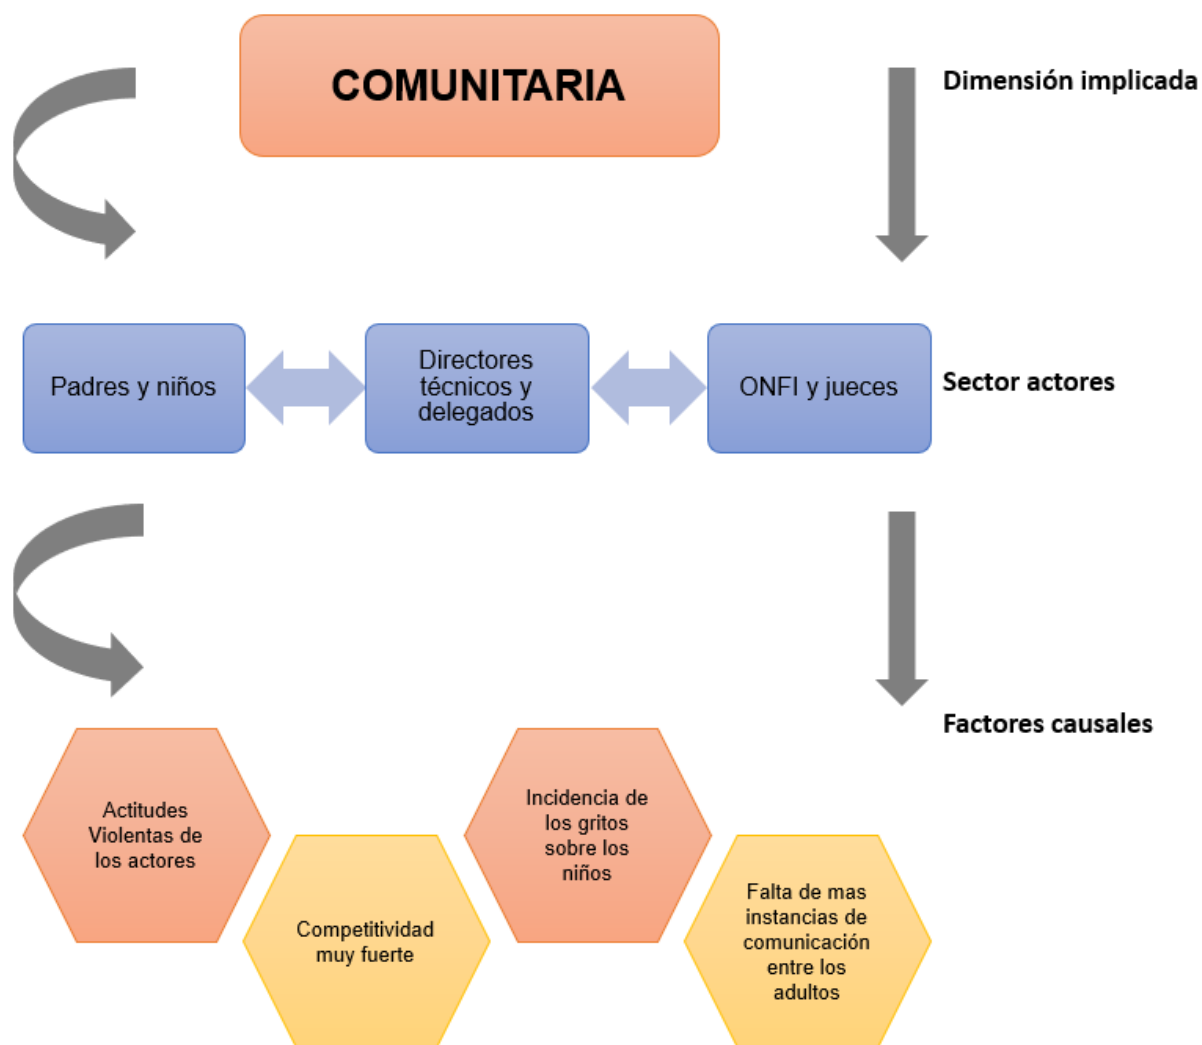 COMUNITARIA
Dimensión implicada
Padres y niños
Directores
técnicos y
delegados
ONFI y jueces
Sector actores
Factores causales
Actitudes
Violentas de
los actores
Competitividad
muy fuerte
Incidencia de
los gritos
sobre los
niños
Falta de mas
instancias de
comunicación
entre los
adultos